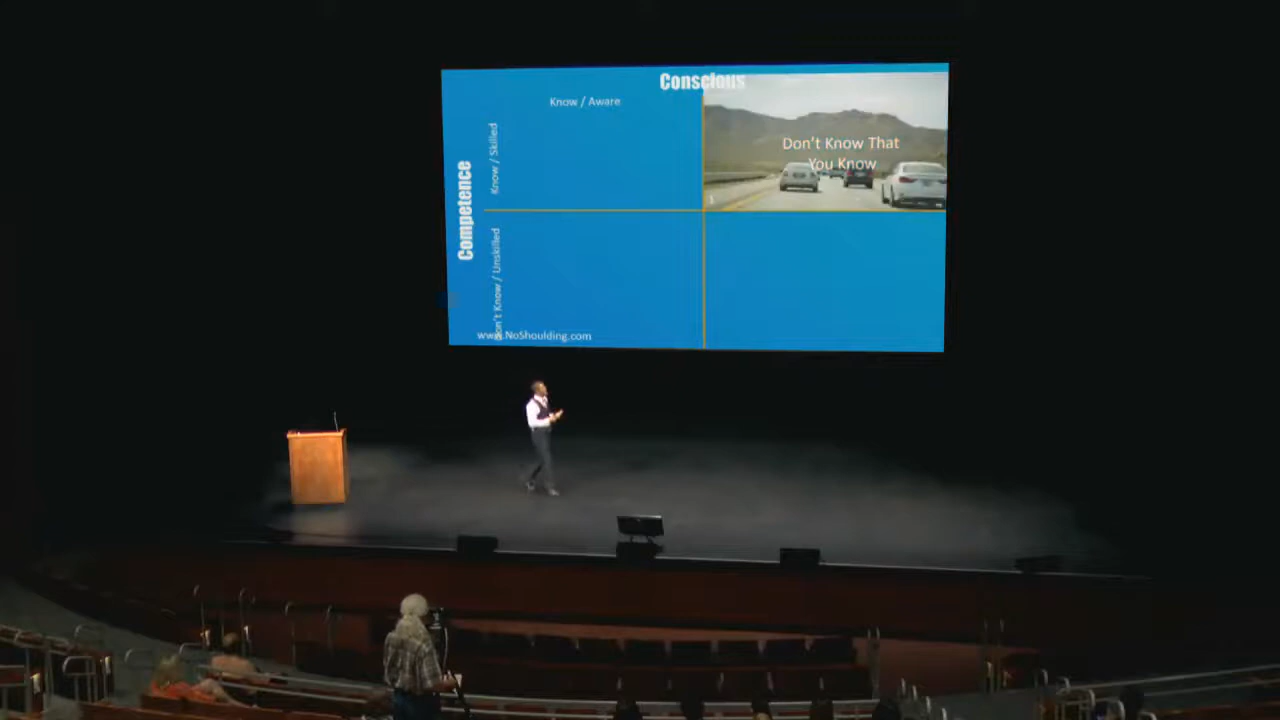 Conscious
Know / Aware
Don't Know That
You Know
Competence
Know / Skilled
Don't Know / Unskilled
www.NoShoulding.com